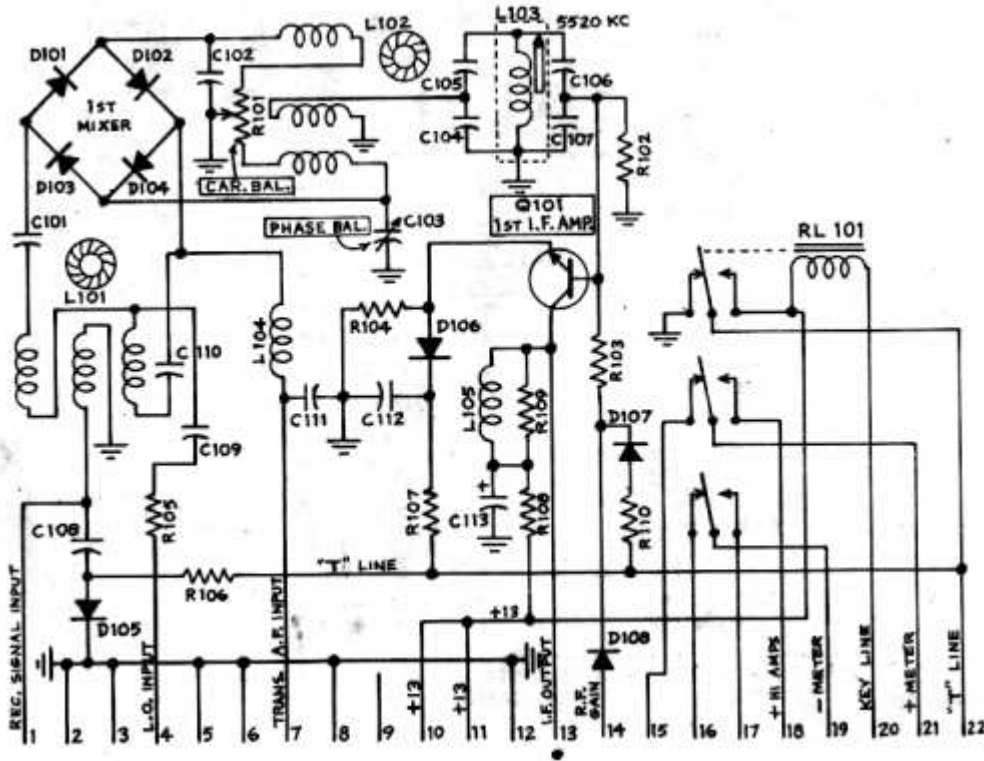 L103
5520 KC
L102
D101
D102
C102
R101
C105
C106
1ST
MIXER
C104
C107
R102
D103
D104
CAR. BAL.
Q101
1ST I.F. AMP.
C101
PHASE BAL.
C103
RL 101
L101
R104
D106
L104
R103
C110
C111
C112
L105
R109
D107
C109
+
C113
R108
R107
R110
C108
R105
"T" LINE
R106
D105
+13
D108
REC. SIGNAL INPUT
L.O. INPUT
TRANS. A.F. INPUT
+13
+13
I.F. OUTPUT
R.F. GAIN
+ HI AMPS
- METER
KEY LINE
+ METER
"T" LINE
1 2 3 4 5 6 7 8 9 10 11 12 13 14 15 16 17 18 19 20 21 22